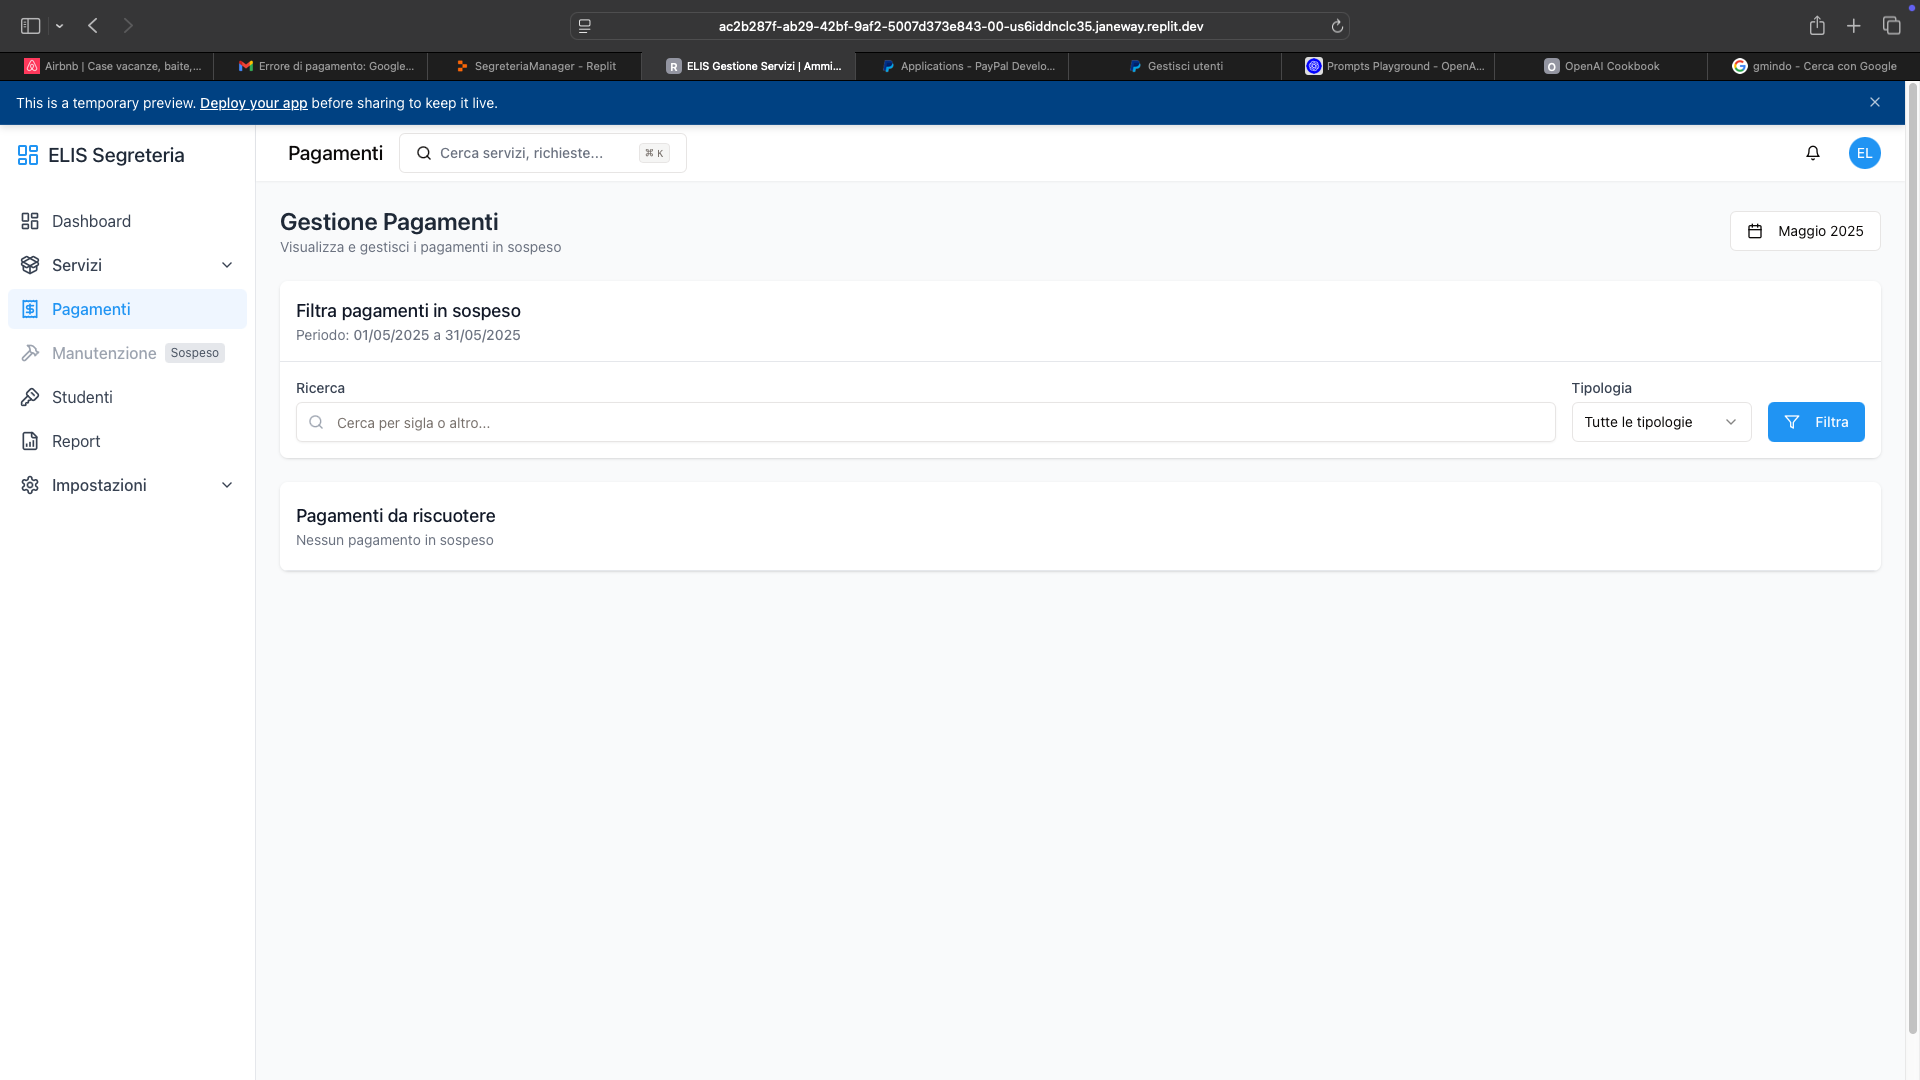 ac2b287f-ab29-42bf-9af2-5007d373e843-00-us6iddnclc35.janeway.replit.dev
Airbnb | Case vacanze, baite,...
Errore di pagamento: Google...
SegreteriaManager - Replit
R ELIS Gestione Servizi | Ammi...
Applications - PayPal Develo...
Gestisci utenti
Prompts Playground - OpenA...
O OpenAI Cookbook
gmindo - Cerca con Google
This is a temporary preview. Deploy your app before sharing to keep it live.
ELIS Segreteria
Dashboard
Servizi
Pagamenti
Manutenzione Sospeso
Studenti
Report
Impostazioni
Pagamenti
Cerca servizi, richieste... ⌘ K
EL
Gestione Pagamenti
Visualizza e gestisci i pagamenti in sospeso
Maggio 2025
Filtra pagamenti in sospeso
Periodo: 01/05/2025 a 31/05/2025
Ricerca
Cerca per sigla o altro...
Tipologia
Tutte le tipologie
Filtra
Pagamenti da riscuotere
Nessun pagamento in sospeso